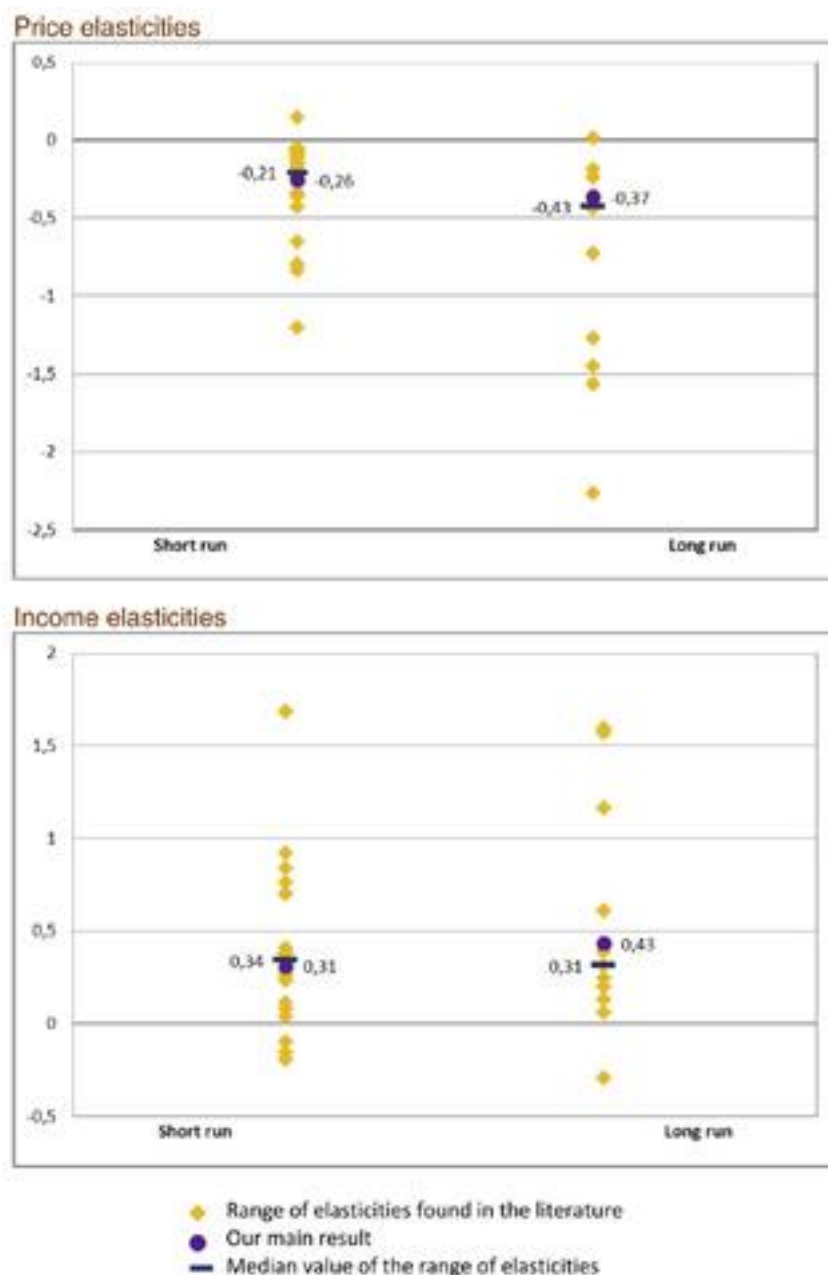 Price elasticities
0,5
0
-0,21
-0,26
-0,37
-0,43
-0,5
-1
-1,5
-2
-2,5
Short run
Long run
Income elasticities
2
1,5
1
0,5
0,34
0,31
0,31
0,43
0
-0,5
Short run
Long run
Range of elasticities found in the literature
Our main result
Median value of the range of elasticities